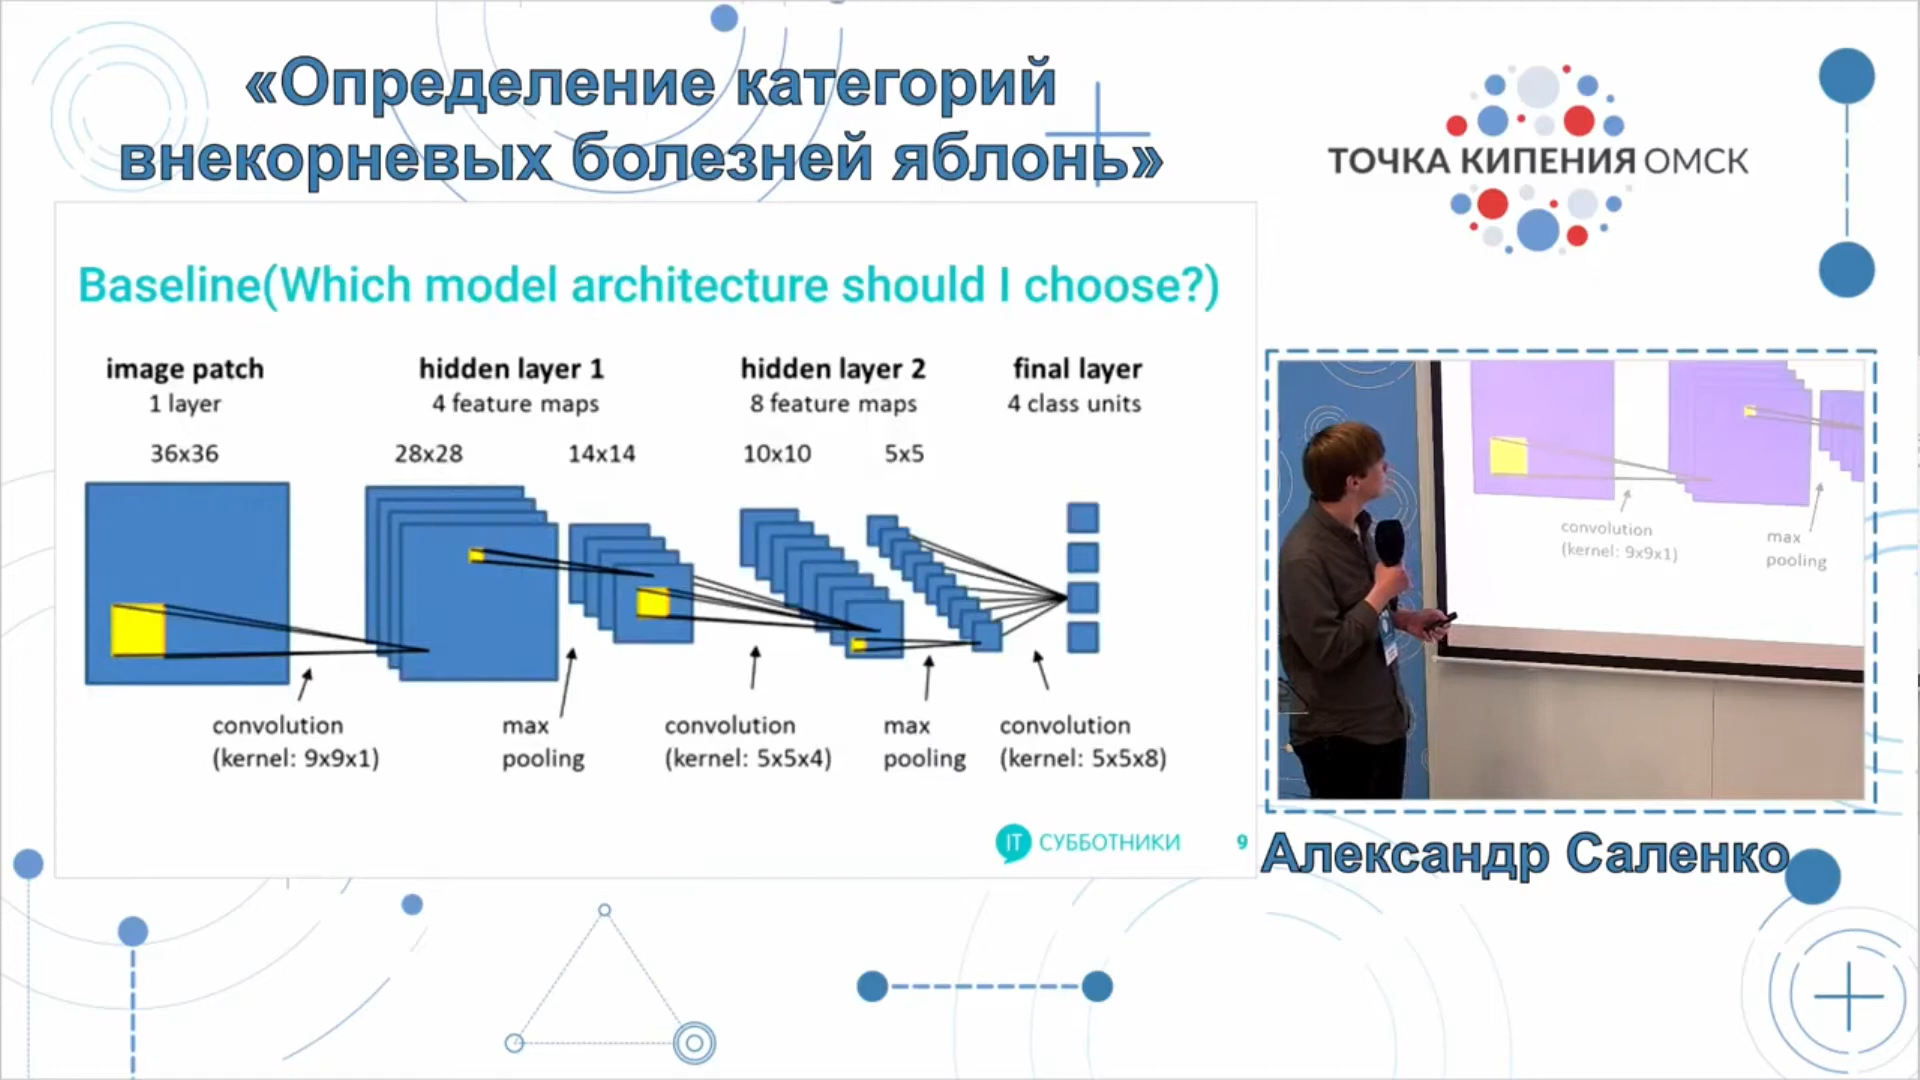 «Определение категорий
внекорневых болезней яблонь»
ТОЧКА КИПЕНИЯ ОМСК
Baseline(Which model architecture should I choose?)
image patch
1 layer
36x36
hidden layer 1
4 feature maps
28x28 14x14
hidden layer 2
8 feature maps
10x10 5x5
final layer
4 class units
convolution
(kernel: 9x9x1)
max
pooling
convolution
(kernel: 5x5x4)
max
pooling
convolution
(kernel: 5x5x8)
IT СУББОТНИКИ 9
convolution
(kernel: 9x9x1)
max
pooling
Александр Саленко